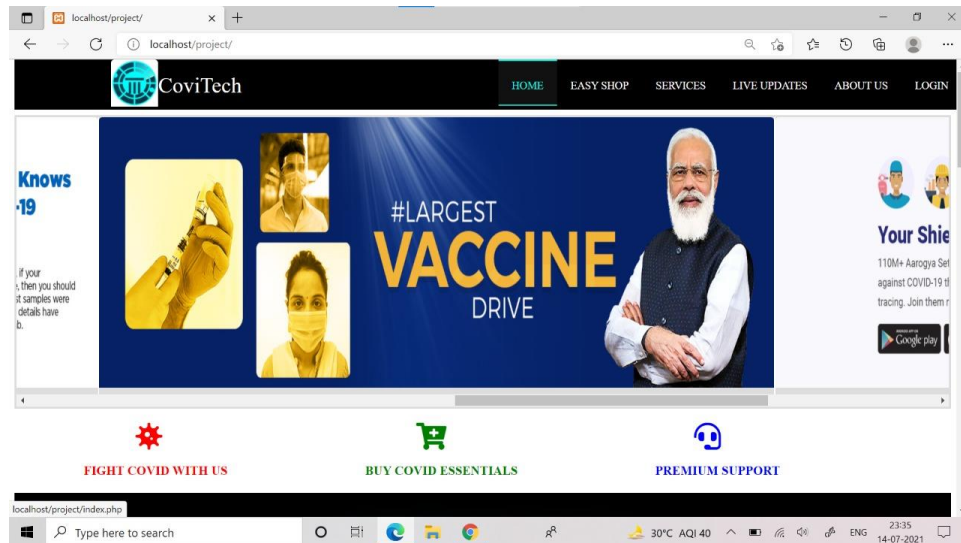 localhost/project/
localhost/project/
CoviTech
HOME EASY SHOP SERVICES LIVE UPDATES ABOUT US LOGIN
Knows
-19
if your
, then you should
st samples were
details have
b.
#LARGEST
VACCINE
DRIVE
Your Shie
110M+ Aarogya Set
against COVID-19 th
tracing. Join them
Google play
FIGHT COVID WITH US
BUY COVID ESSENTIALS
PREMIUM SUPPORT
localhost/project/index.php
Type here to search
30°C AQI 40
ENG
23:35
14-07-2021